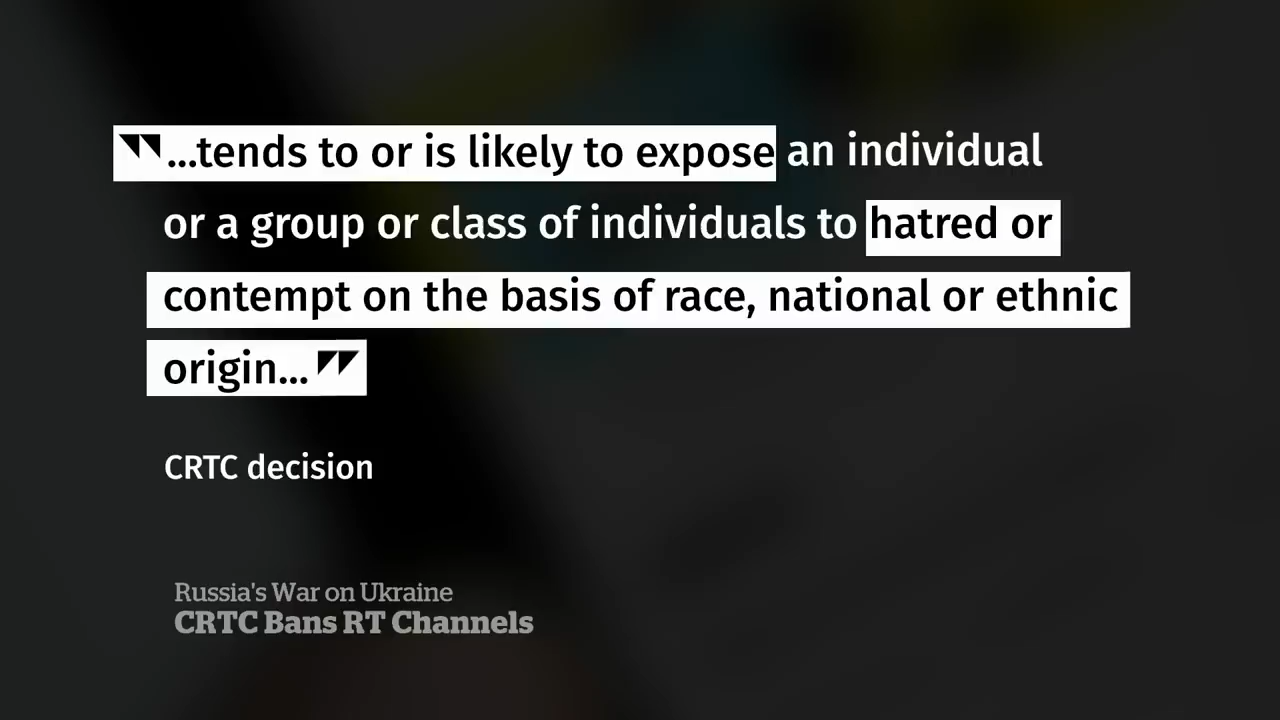 "...tends to or is likely to expose an individual
or a group or class of individuals to hatred or
contempt on the basis of race, national or ethnic
origin..."
CRTC decision
Russia's War on Ukraine
CRTC Bans RT Channels